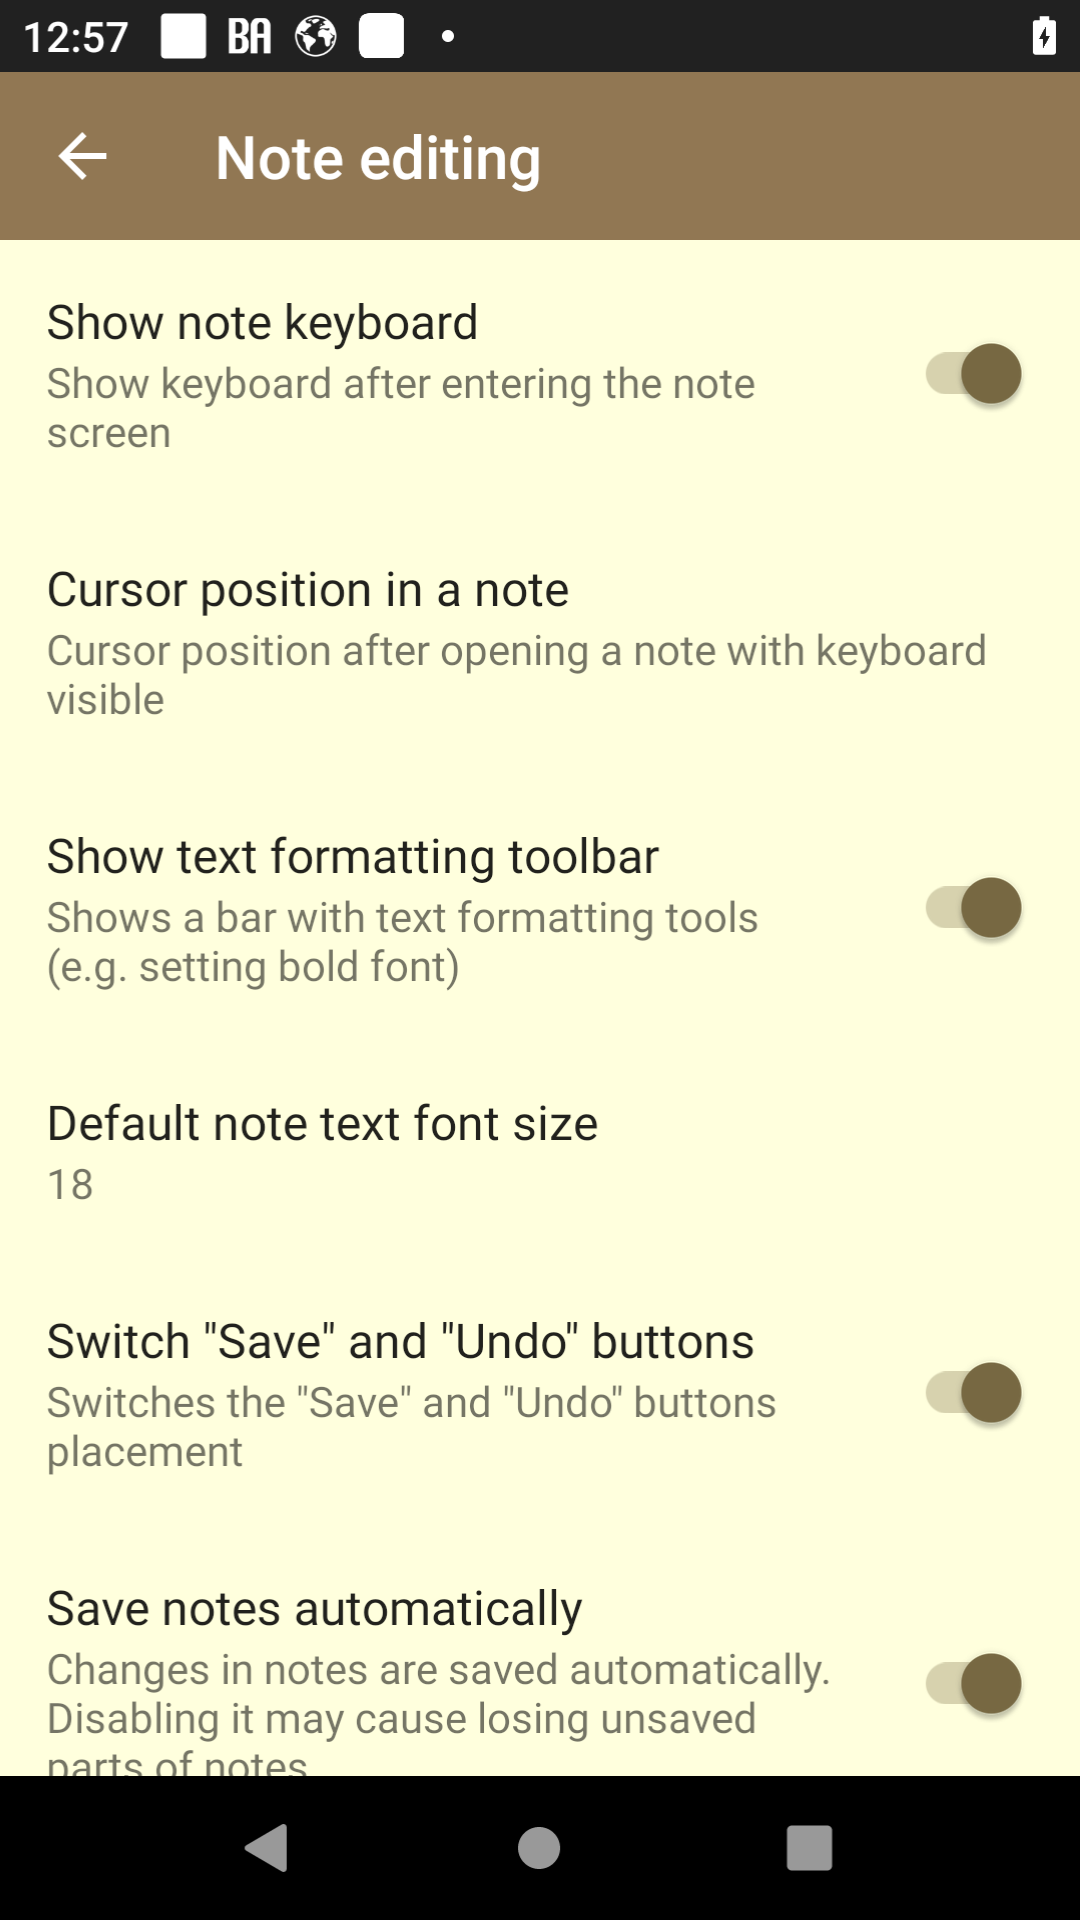 12:57 BA
Note editing
Show note keyboard
Show keyboard after entering the note
screen
Cursor position in a note
Cursor position after opening a note with keyboard
visible
Show text formatting toolbar
Shows a bar with text formatting tools
(e.g. setting bold font)
Default note text font size
18
Switch "Save" and "Undo" buttons
Switches the "Save" and "Undo" buttons
placement
Save notes automatically
Changes in notes are saved automatically.
Disabling it may cause losing unsaved
parts of notes